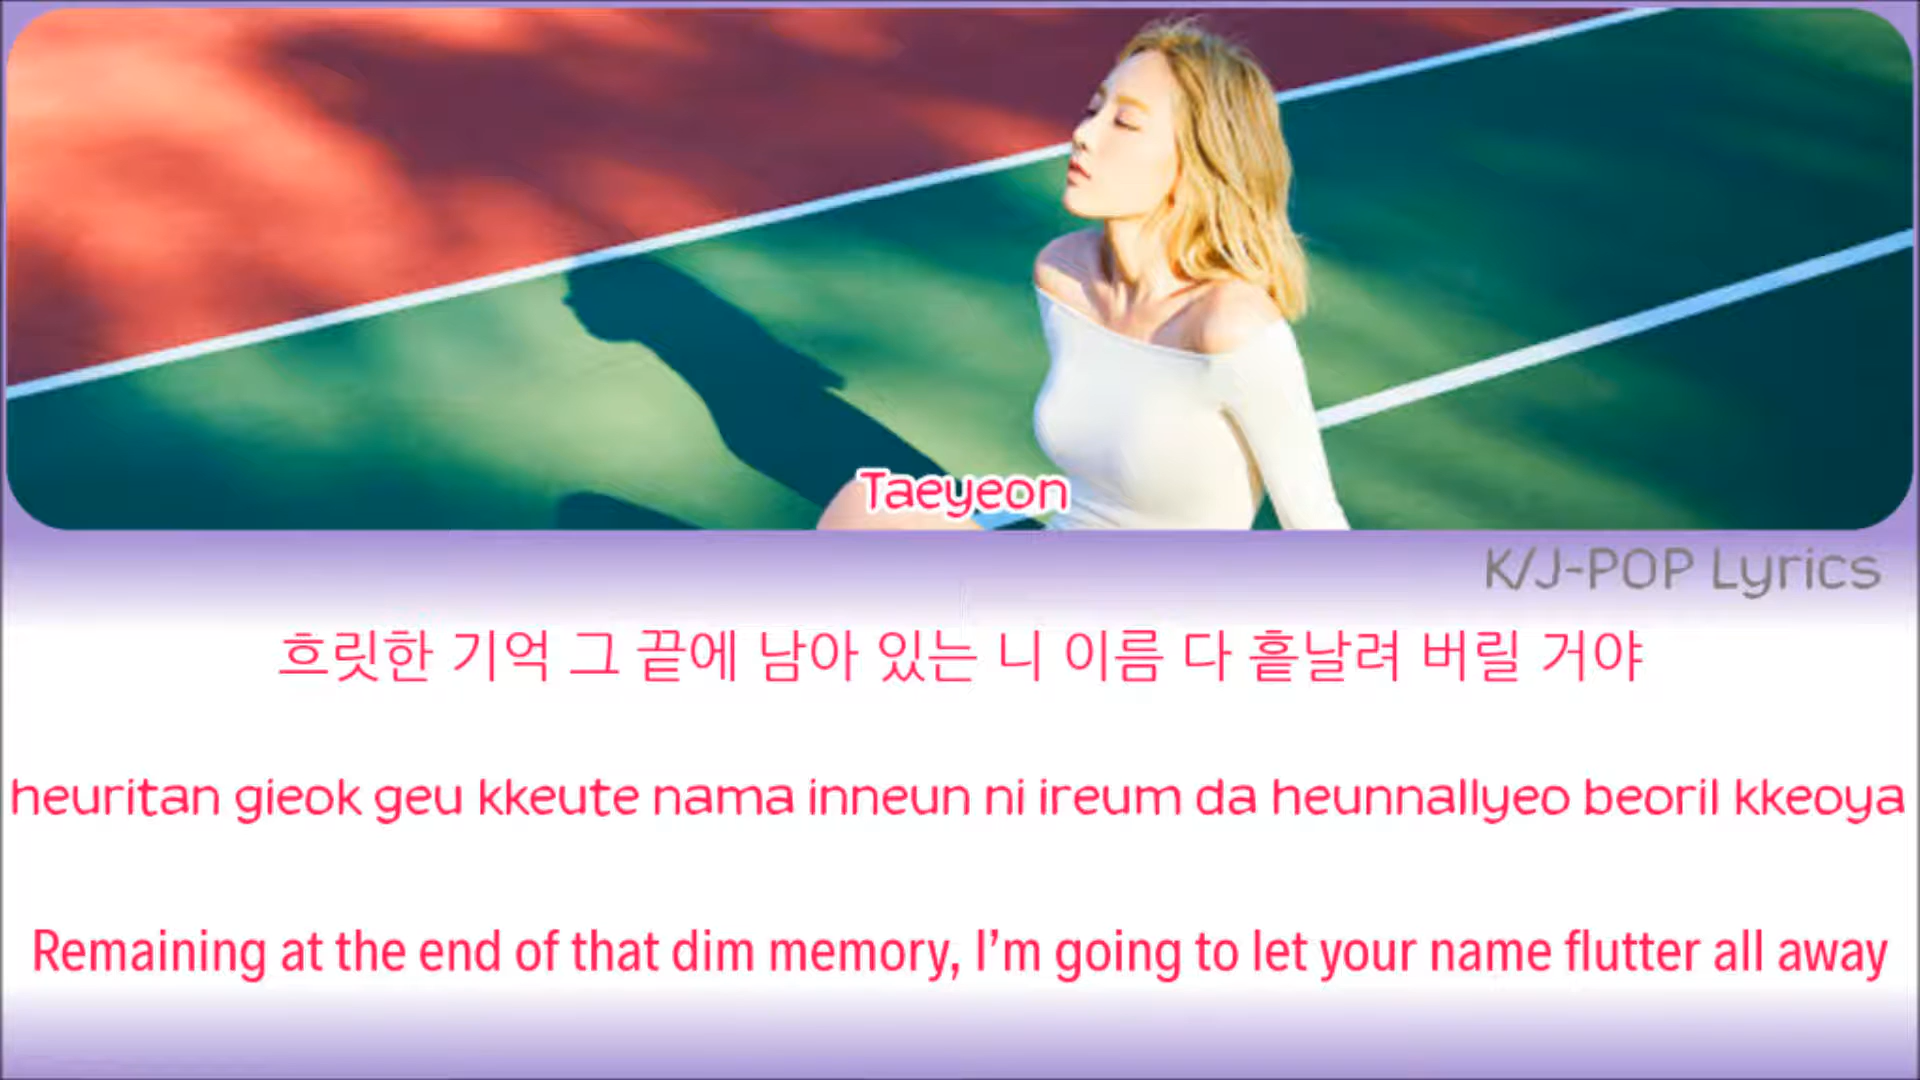 Taeyeon
K/J-POP Lyrics
흐릿한 기억 그 끝에 남아 있는 니 이름 다 흩날려 버릴 거야
heuritan gieok geu kkeute nama inneun ni ireum da heunnallyeo beoril kkeoya
Remaining at the end of that dim memory, I’m going to let your name flutter all away